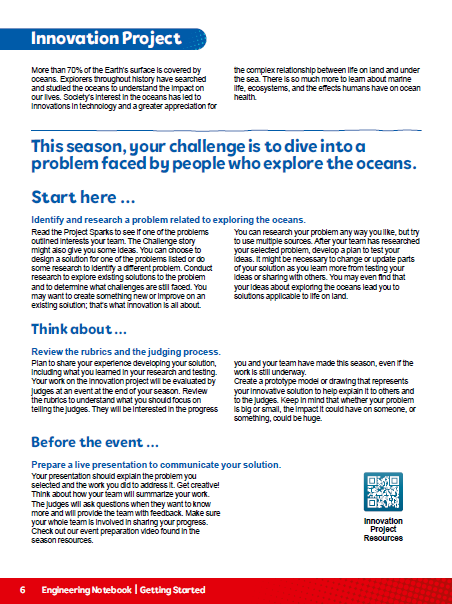 Innovation Project
More than 70% of the Earth's surface is covered by
oceans. Explorers throughout history have searched
and studied the oceans to understand the impact on
our lives. Society's interest in the oceans has led to
innovations in technology and a greater appreciation for
the complex relationship between life on land and under
the sea. There is so much more to learn about marine
life, ecosystems, and the effects humans have on ocean
health.
This season, your challenge is to dive into a
problem faced by people who explore the oceans.
Start here ...
Identify and research a problem related to exploring the oceans.
Read the Project Sparks to see if one of the problems
outlined interests your team. The Challenge story
might also give you some ideas. You can choose to
design a solution for one of the problems listed or do
some research to identify a different problem. Conduct
research to explore existing solutions to the problem
and to determine what challenges are still faced. You
may want to create something new or improve on an
existing solution; that's what innovation is all about.
You can research your problem any way you like, but try
to use multiple sources. After your team has researched
your selected problem, develop a plan to test your
ideas. It might be necessary to change or update parts
of your solution as you learn more from testing your
ideas or sharing with others. You may even find that
your ideas about exploring the oceans lead you to
solutions applicable to life on land.
Think about ...
Review the rubrics and the judging process.
Plan to share your experience developing your solution,
including what you learned in your research and testing.
Your work on the innovation project will be evaluated by
judges at an event at the end of your season. Review
the rubrics to understand what you should focus on
telling the judges. They will be interested in the progress
you and your team have made this season, even if the
work is still underway.
Create a prototype model or drawing that represents
your innovative solution to help explain it to others and
to the judges. Keep in mind that whether your problem
is big or small, the impact it could have on someone, or
something, could be huge.
Before the event ...
Prepare a live presentation to communicate your solution.
Your presentation should explain the problem you
selected and the work you did to address it. Get creative!
Think about how your team will summarize your work.
The judges will ask questions when they want to know
more and will provide the team with feedback. Make sure
your whole team is involved in sharing your progress.
Check out our event preparation video found in the
season resources.
Innovation
Project
Resources
6 Engineering Notebook | Getting Started